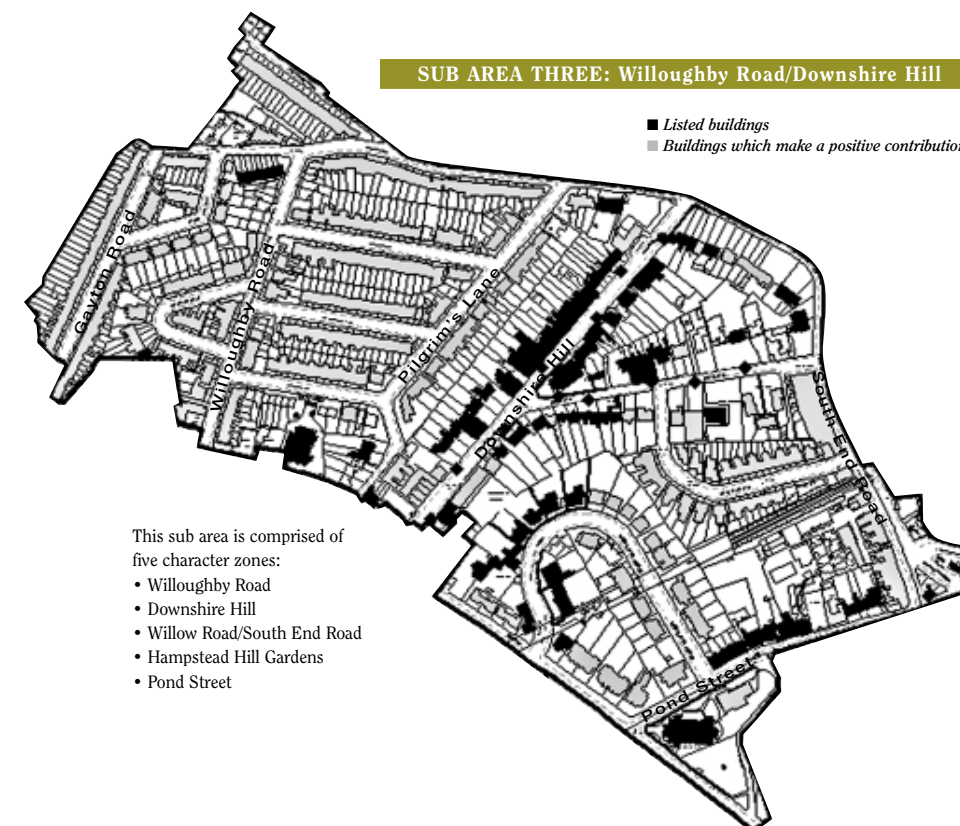 SUB AREA THREE: Willoughby Road/Downshire Hill
Listed buildings
Buildings which make a positive contribution
Gayton Road
Willoughby Road
Pilgrim's Lane
Downshire Hill
South End Road
This sub area is comprised of
five character zones:
• Willoughby Road
• Downshire Hill
• Willow Road/South End Road
• Hampstead Hill Gardens
• Pond Street
Pond Street